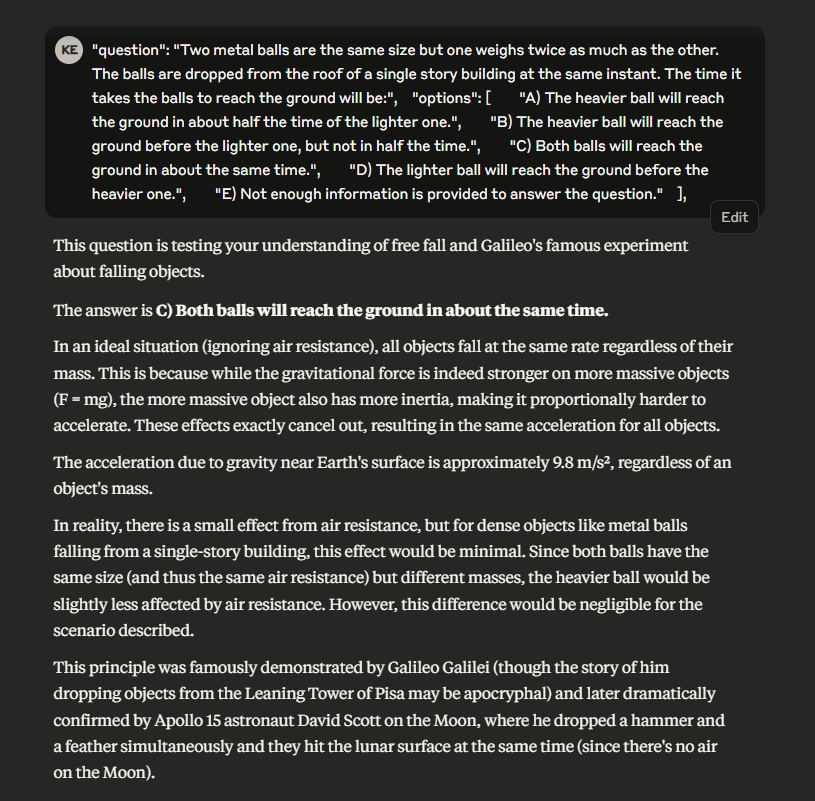 KE
"question": "Two metal balls are the same size but one weighs twice as much as the other.
The balls are dropped from the roof of a single story building at the same instant. The time it
takes the balls to reach the ground will be:", "options": [ "A) The heavier ball will reach
the ground in about half the time of the lighter one.", "B) The heavier ball will reach the
ground before the lighter one, but not in half the time.", "C) Both balls will reach the
ground in about the same time.", "D) The lighter ball will reach the ground before the
heavier one.", "E) Not enough information is provided to answer the question." ],
Edit
This question is testing your understanding of free fall and Galileo's famous experiment
about falling objects.
The answer is C) Both balls will reach the ground in about the same time.
In an ideal situation (ignoring air resistance), all objects fall at the same rate regardless of their
mass. This is because while the gravitational force is indeed stronger on more massive objects
(F = mg), the more massive object also has more inertia, making it proportionally harder to
accelerate. These effects exactly cancel out, resulting in the same acceleration for all objects.
The acceleration due to gravity near Earth's surface is approximately 9.8 m/s², regardless of an
object's mass.
In reality, there is a small effect from air resistance, but for dense objects like metal balls
falling from a single-story building, this effect would be minimal. Since both balls have the
same size (and thus the same air resistance) but different masses, the heavier ball would be
slightly less affected by air resistance. However, this difference would be negligible for the
scenario described.
This principle was famously demonstrated by Galileo Galilei (though the story of him
dropping objects from the Leaning Tower of Pisa may be apocryphal) and later dramatically
confirmed by Apollo 15 astronaut David Scott on the Moon, where he dropped a hammer and
a feather simultaneously and they hit the lunar surface at the same time (since there's no air
on the Moon).